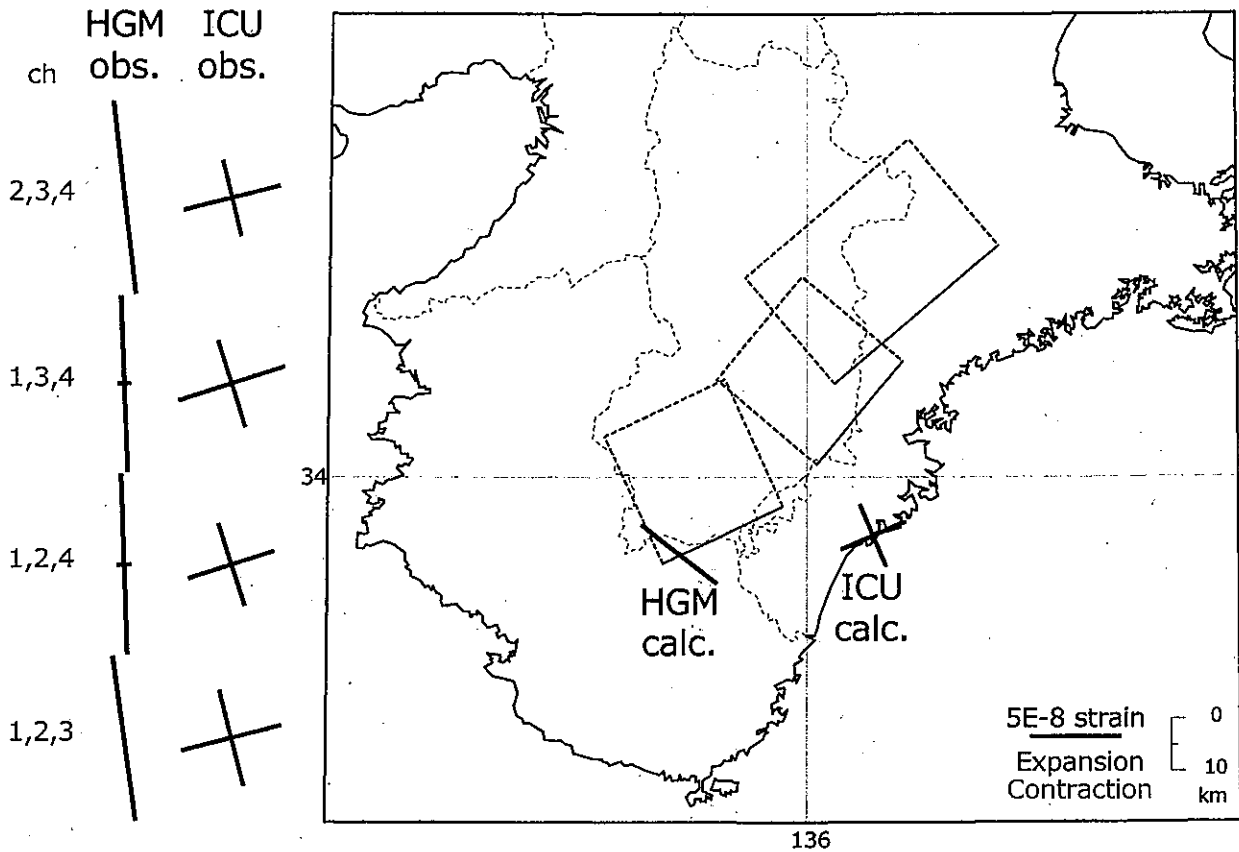 HGM ICU
ch obs. obs.
2,3,4
1,3,4
34
1,2,4
HGM
calc.
ICU
calc.
1,2,3
5E-8 strain
Expansion
Contraction
0
10
km
136